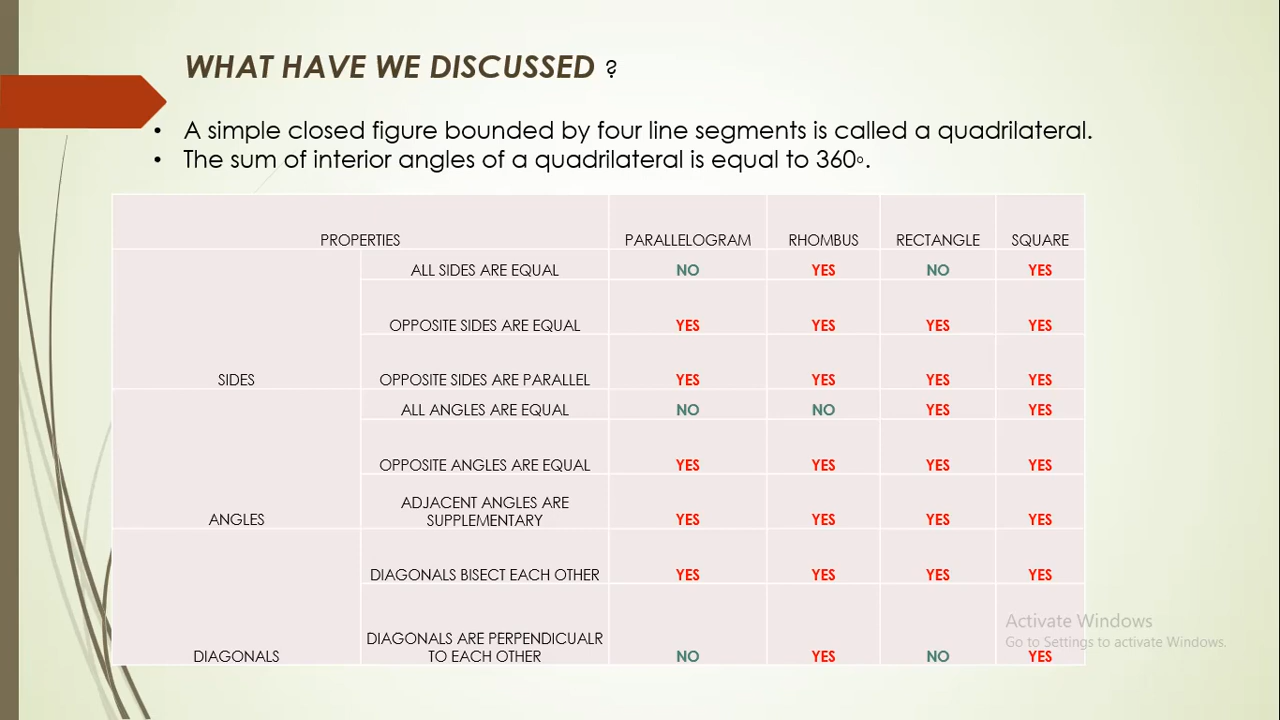 WHAT HAVE WE DISCUSSED ?
• A simple closed figure bounded by four line segments is called a quadrilateral.
• The sum of interior angles of a quadrilateral is equal to 360°.
PROPERTIES PARALLELOGRAM RHOMBUS RECTANGLE SQUARE
ALL SIDES ARE EQUAL NO YES NO YES
OPPOSITE SIDES ARE EQUAL YES YES YES YES
SIDES OPPOSITE SIDES ARE PARALLEL YES YES YES YES
ALL ANGLES ARE EQUAL NO NO YES YES
OPPOSITE ANGLES ARE EQUAL YES YES YES YES
ADJACENT ANGLES ARE
ANGLES SUPPLEMENTARY YES YES YES YES
DIAGONALS BISECT EACH OTHER YES YES YES YES
DIAGONALS ARE PERPENDICUALR
DIAGONALS TO EACH OTHER NO YES NO YES
Activate Windows
Go to Settings to activate Windows.